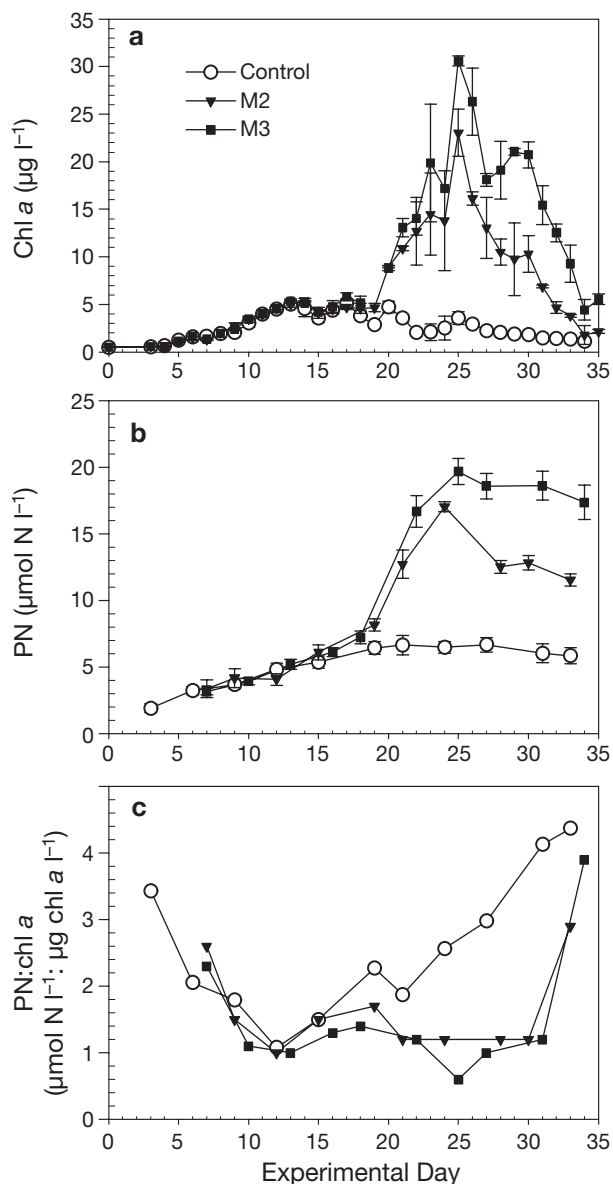 35
a
30
Control
M2
25
M3
20
15
10
5
0
Chl a (µg l⁻¹)
0 5 10 15 20 25 30 35
25
b
20
15
10
5
0
PN (µmol N l⁻¹)
0 5 10 15 20 25 30 35
c
4
3
2
1
0
PN:chl a
(µmol N l⁻¹: µg chl a l⁻¹)
0 5 10 15 20 25 30 35
Experimental Day